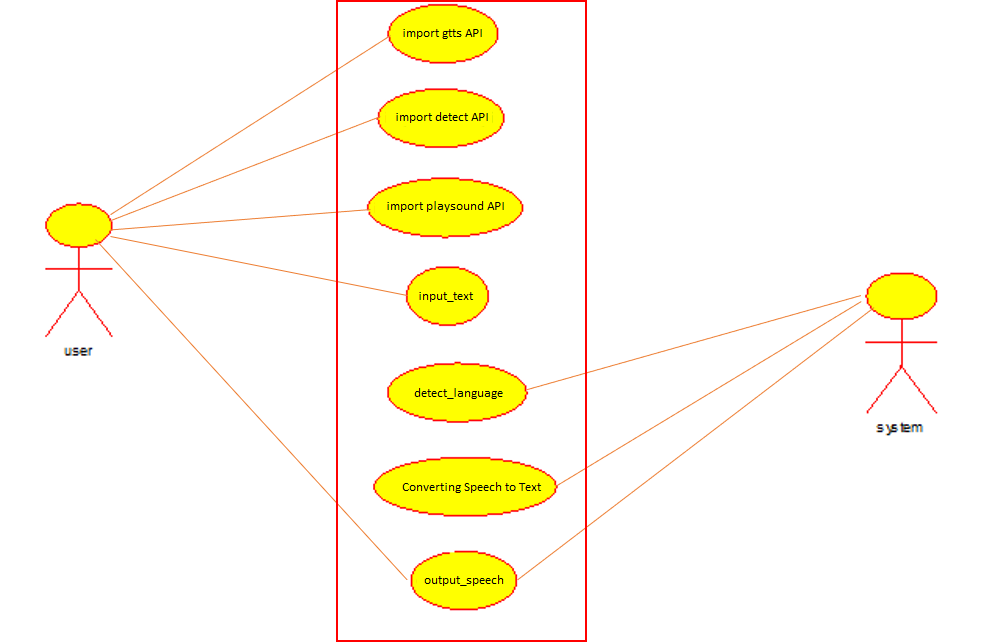 import gtts API
import detect API
import playsound API
input_text
user
detect_language
system
Converting Speech to Text
output_speech